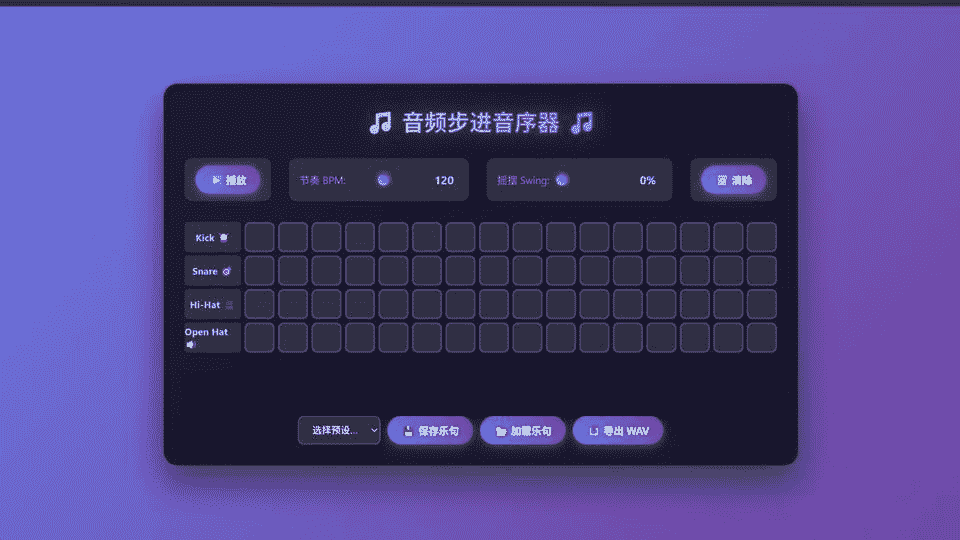 音频步进音序器
播放
节奏 BPM:
120
摇摆 Swing:
0%
清除
Kick
Snare
Hi-Hat
Open Hat
选择预设...
保存乐句
加载乐句
导出 WAV